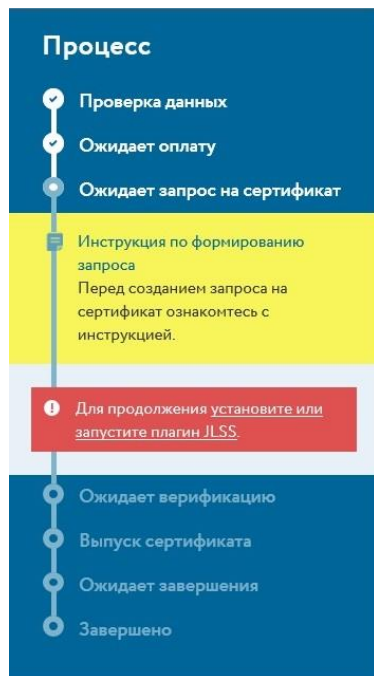 Процесс
Проверка данных
Ожидает оплату
Ожидает запрос на сертификат
Инструкция по формированию
запроса
Перед созданием запроса на
сертификат ознакомтесь с
инструкцией.
Для продолжения установите или
запустите плагин JLSS.
Ожидает верификацию
Выпуск сертификата
Ожидает завершения
Завершено